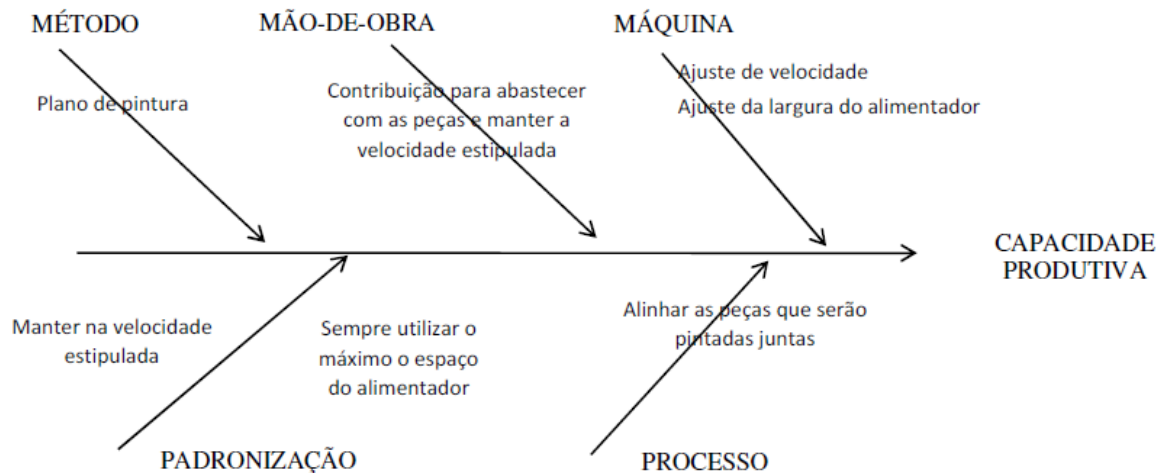 MÉTODO
MÃO-DE-OBRA
MÁQUINA
Plano de pintura
Contribuição para abastecer
com as peças e manter a
velocidade estipulada
Ajuste de velocidade
Ajuste da largura do alimentador
CAPACIDADE
PRODUTIVA
Manter na velocidade
estipulada
Sempre utilizar o
máximo o espaço
do alimentador
Alinhar as peças que serão
pintadas juntas
PADRONIZAÇÃO
PROCESSO